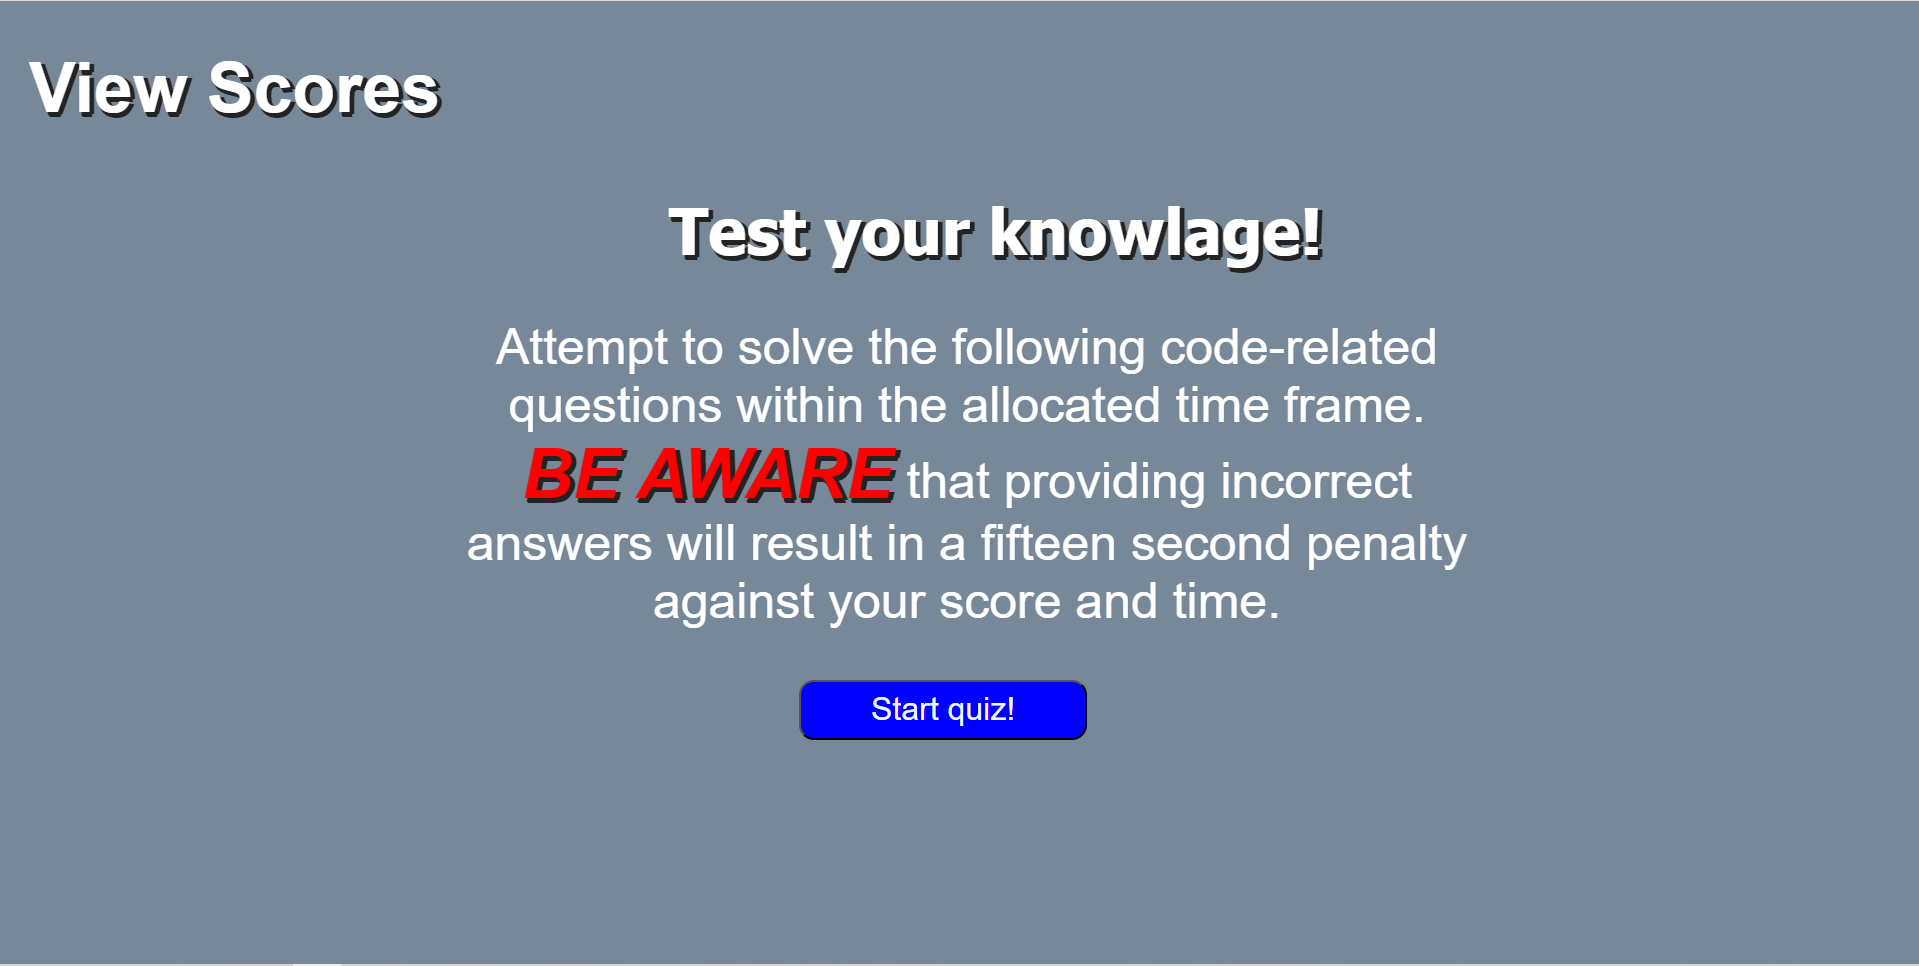 View Scores
Test your knowlage!
Attempt to solve the following code-related
questions within the allocated time frame.
BE AWARE that providing incorrect
answers will result in a fifteen second penalty
against your score and time.
Start quiz!